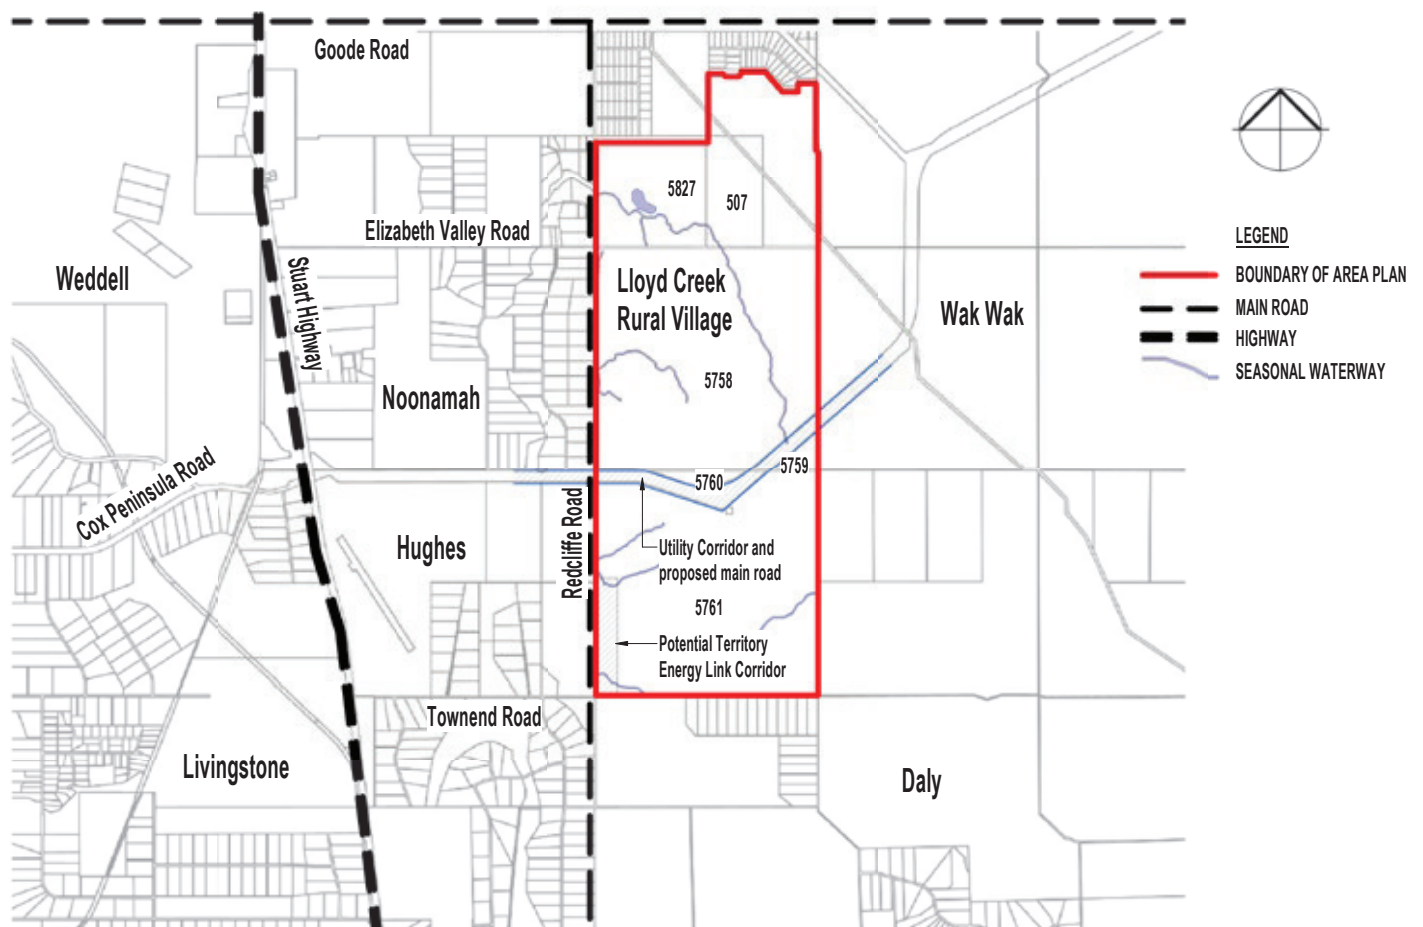 Goode Road
5827
507
Elizabeth Valley Road
Weddell
Stuart Highway
Lloyd Creek
Rural Village
Wak Wak
Noonamah
5758
Cox Peninsula Road
5760
5759
Hughes
Redcliffe Road
Utility Corridor and
proposed main road
5761
Potential Territory
Energy Link Corridor
Townend Road
Livingstone
Daly
LEGEND
BOUNDARY OF AREA PLAN
MAIN ROAD
HIGHWAY
SEASONAL WATERWAY